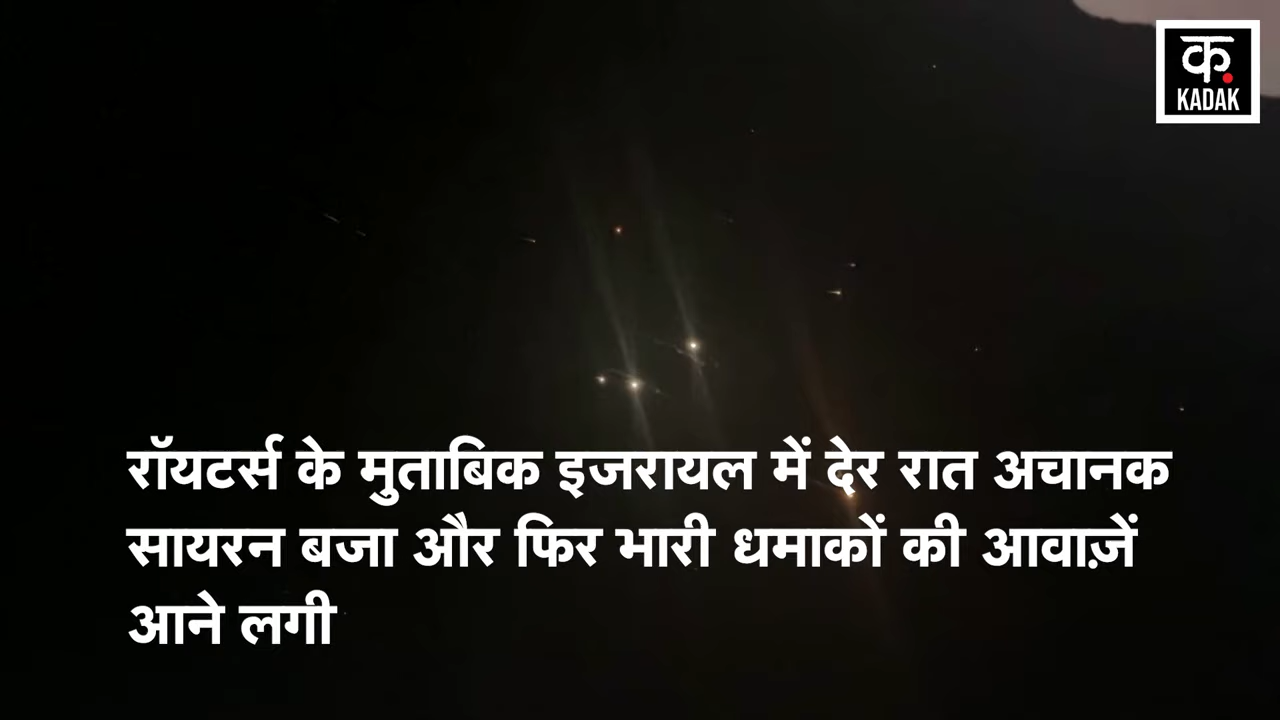 क.
KADAK
रॉयटर्स के मुताबिक इजरायल में देर रात अचानक
सायरन बजा और फिर भारी धमाकों की आवाज़ें
आने लगी